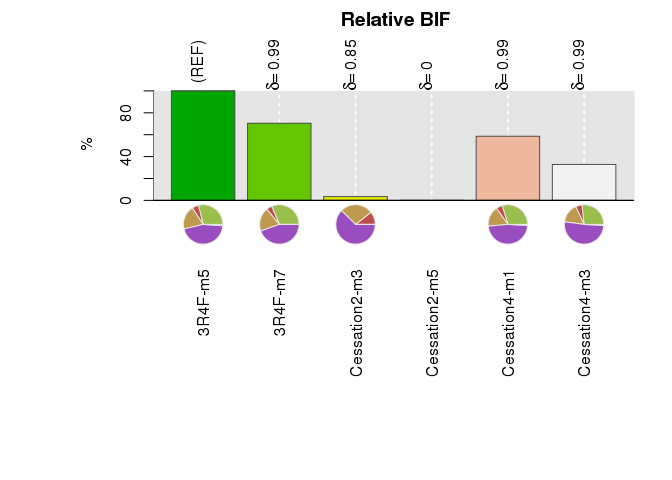 Relative BIF
(REF)
δ= 0.99
δ= 0.85
δ= 0
δ= 0.99
δ= 0.99
%
80
40
0
3R4F-m5
3R4F-m7
Cessation2-m3
Cessation2-m5
Cessation4-m1
Cessation4-m3